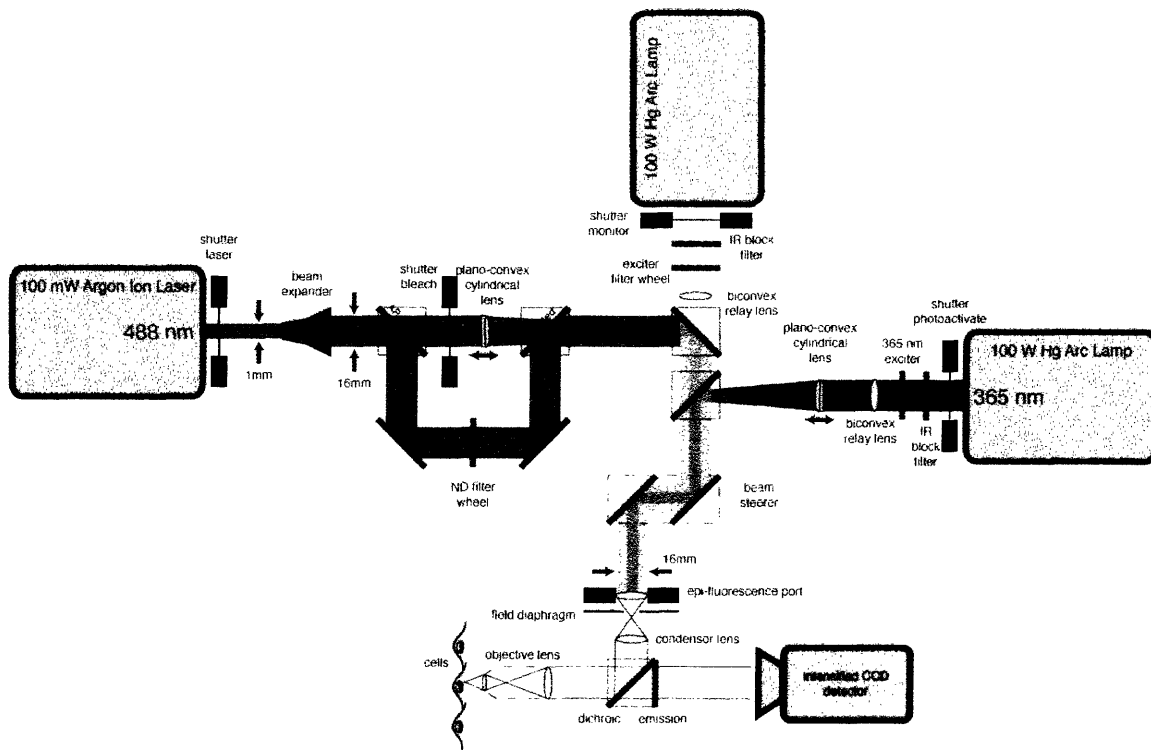 100 W Hg Arc Lamp
shutter
monitor
IR block
filter
exciter
filter wheel
biconvex
relay lens
shutter
laser
100 mW Argon Ion Laser
488 nm
beam
expander
1mm
16mm
shutter
bleach
plano-convex
cylindrical
lens
ND filter
wheel
plano-convex
cylindrical
lens
shutter
photoactivate
365 nm
exciter
100 W Hg Arc Lamp
365 nm
biconvex
relay lens
IR
block
filter
beam
steerer
16mm
epi-fluorescence port
field diaphragm
condensor lens
cells
objective lens
intensified CCD
detector
dichroic
emission